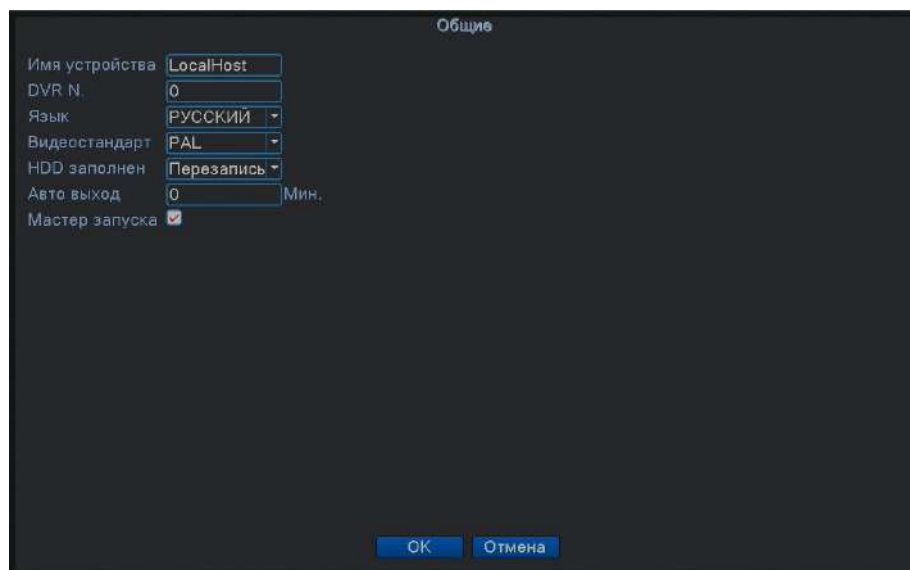 Общие
Имя устройства LocalHost
DVR N. 0
Язык РУССКИЙ
Видеостандарт PAL
HDD заполнен Перезапись
Авто выход 0 Мин.
Мастер запуска
OK Отмена